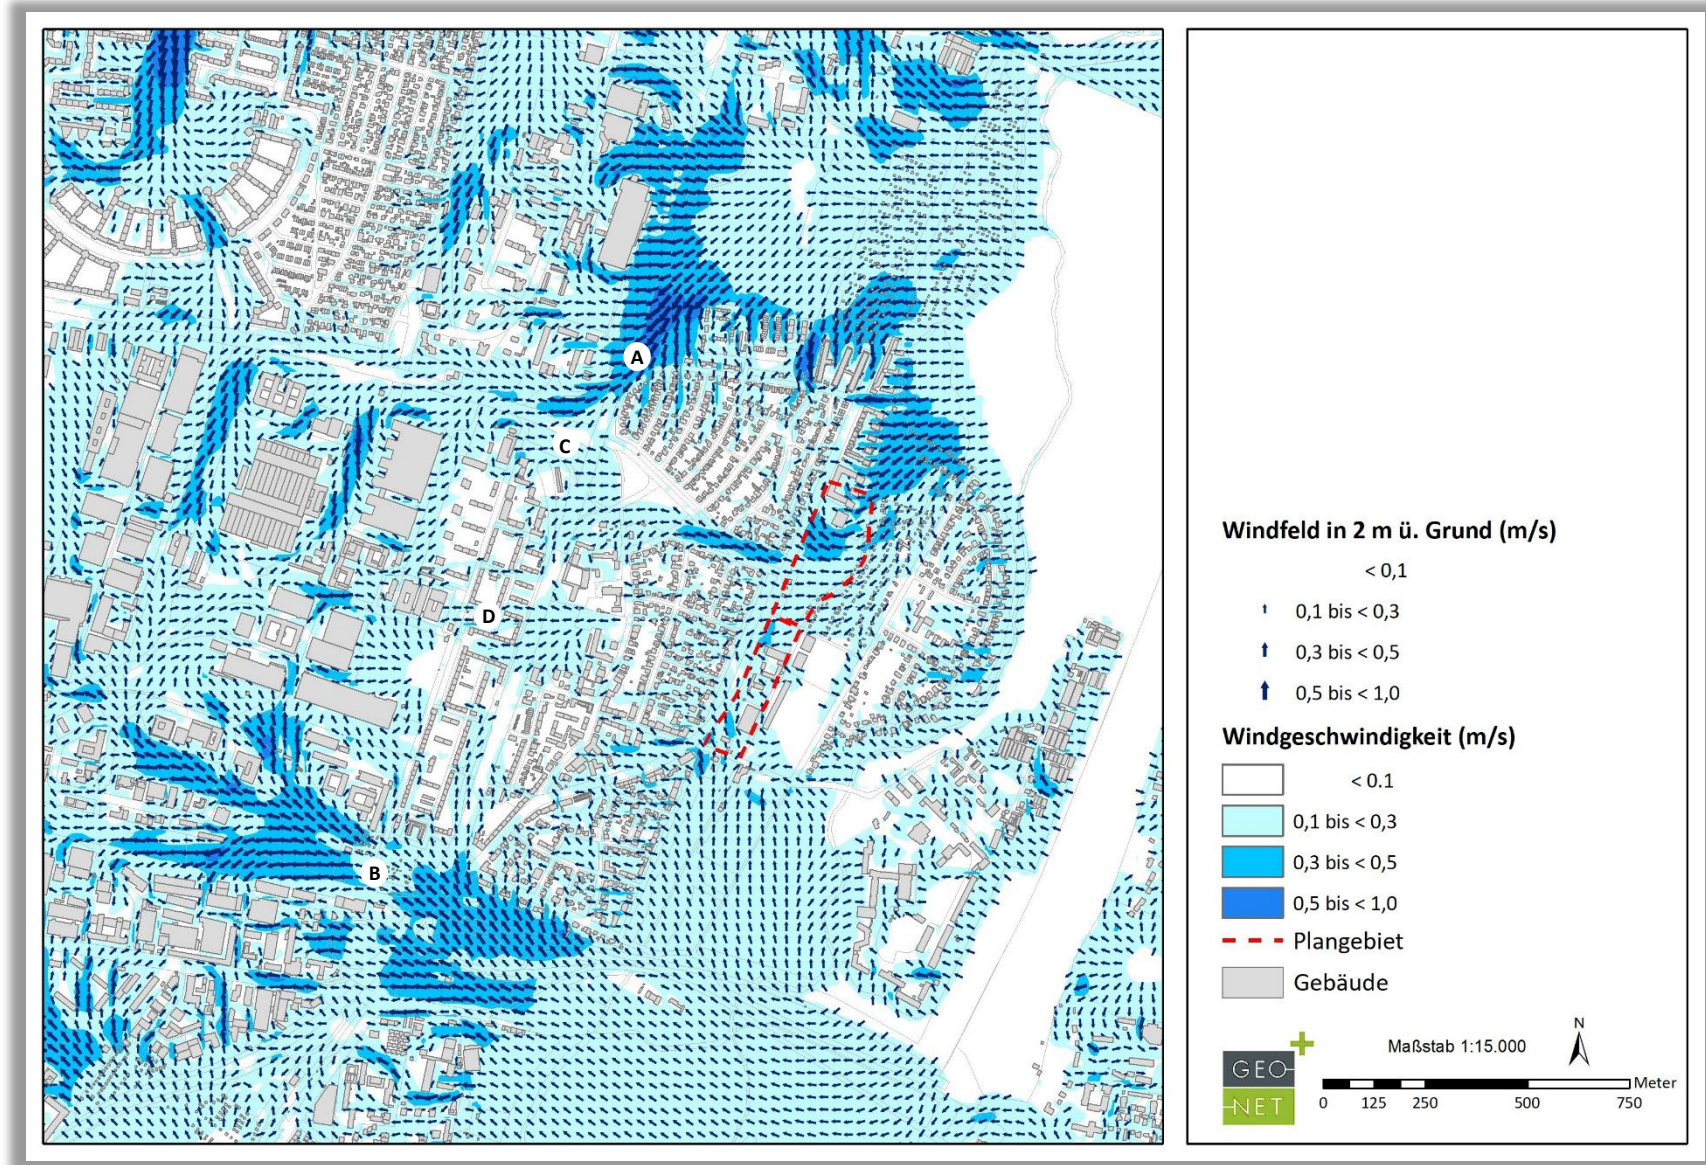 A
C
D
B
Windfeld in 2 m ü. Grund (m/s)
< 0,1
0,1 bis < 0,3
0,3 bis < 0,5
0,5 bis < 1,0
Windgeschwindigkeit (m/s)
< 0.1
0,1 bis < 0,3
0,3 bis < 0,5
0,5 bis < 1,0
Plangebiet
Gebäude
GEO
NET
Maßstab 1:15.000
N
Meter
0 125 250 500 750